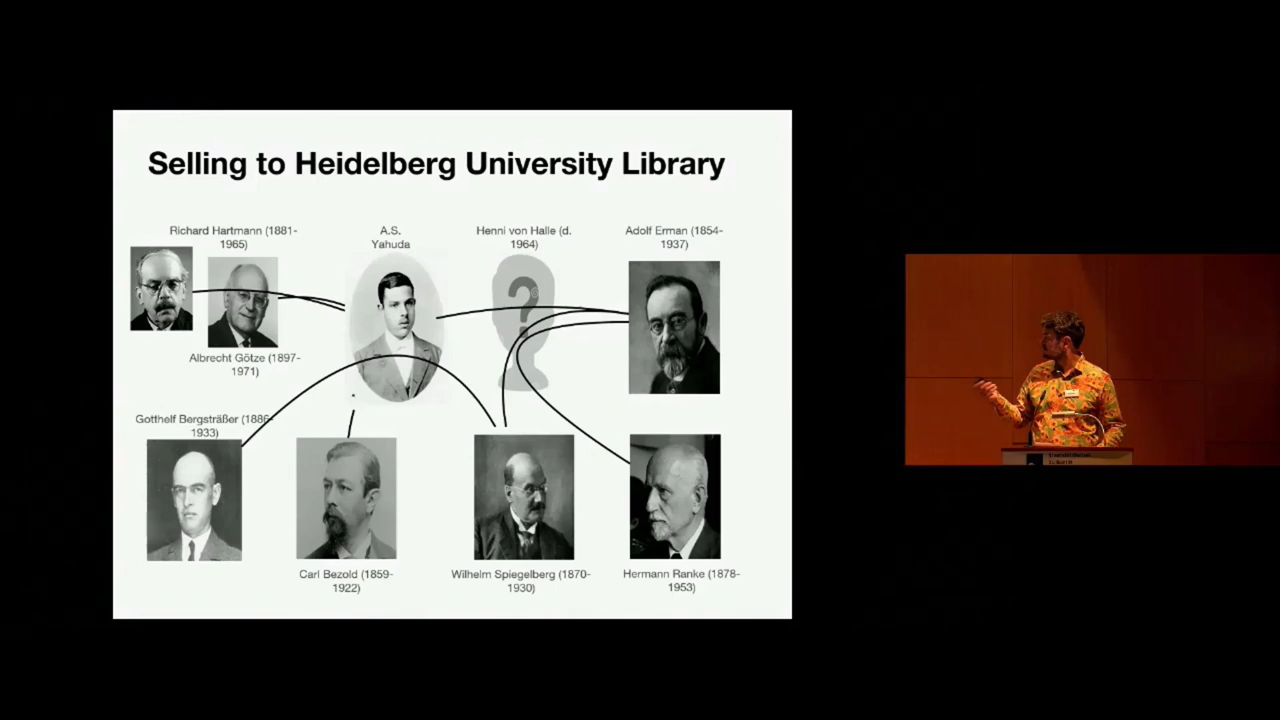 Selling to Heidelberg University Library
Richard Hartmann (1881-
1965)
A.S.
Yahuda
Henni von Halle (d.
1964)
Adolf Erman (1854-
1937)
?
Albrecht Götze (1897-
1971)
Gotthelf Bergsträßer (1886-
1933)
Carl Bezold (1859-
1922)
Wilhelm Spiegelberg (1870-
1930)
Hermann Ranke (1878-
1953)